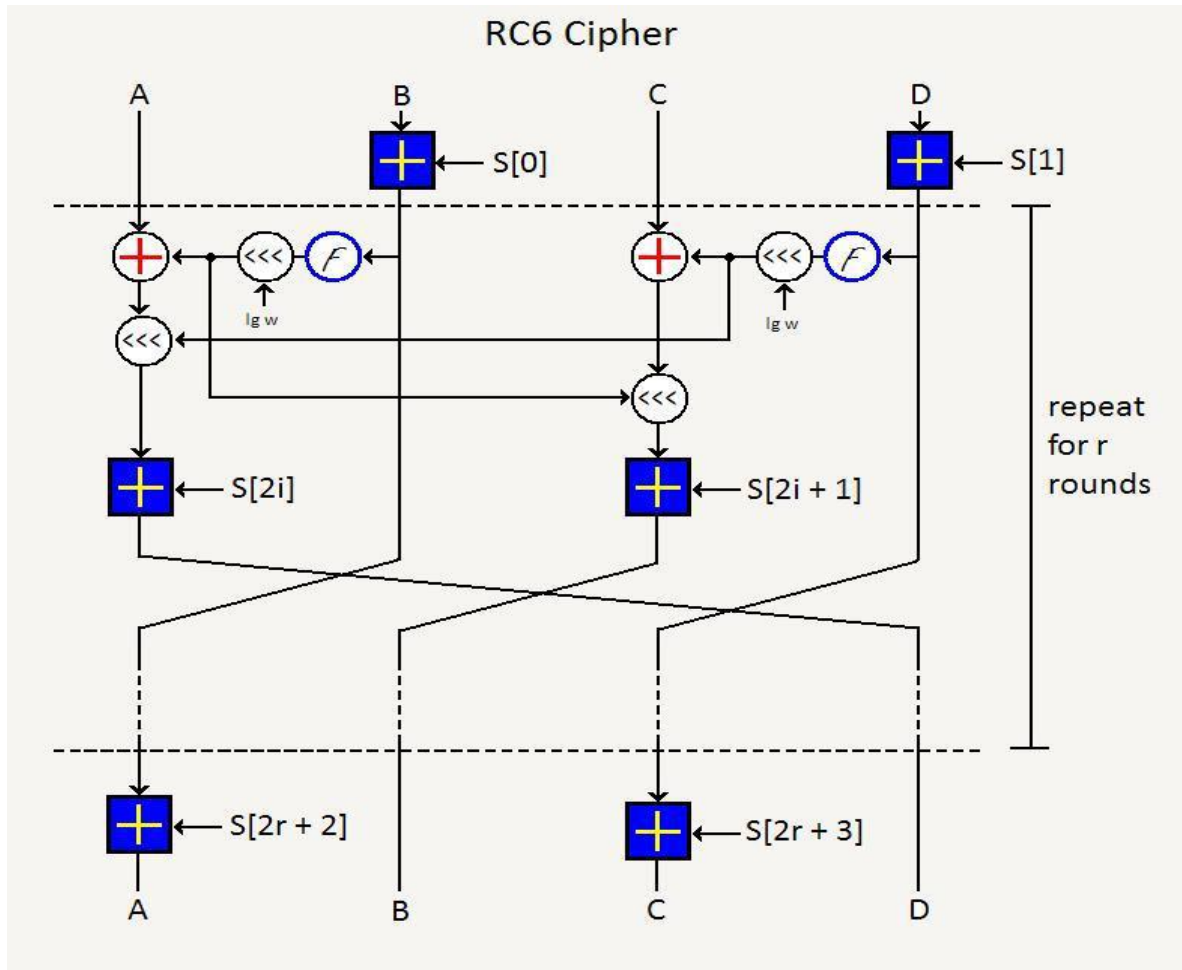 RC6 Cipher
A B C D
S[0] S[1]
<<< F <<< F
lg w lg w
<<<
<<<
S[2i] S[2i + 1]
repeat
for r
rounds
S[2r + 2] S[2r + 3]
A B C D